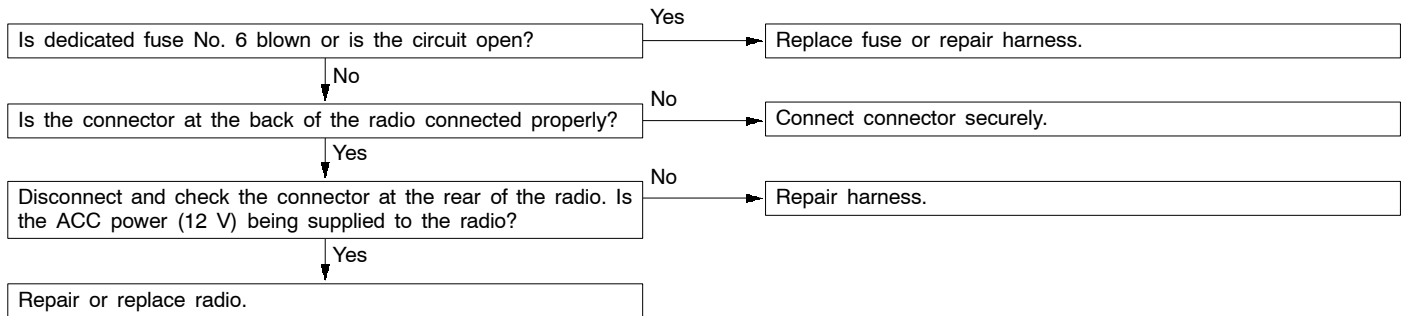 Is dedicated fuse No. 6 blown or is the circuit open?
Yes
Replace fuse or repair harness.
No
Is the connector at the back of the radio connected properly?
No
Connect connector securely.
Yes
Disconnect and check the connector at the rear of the radio. Is
the ACC power (12 V) being supplied to the radio?
No
Repair harness.
Yes
Repair or replace radio.